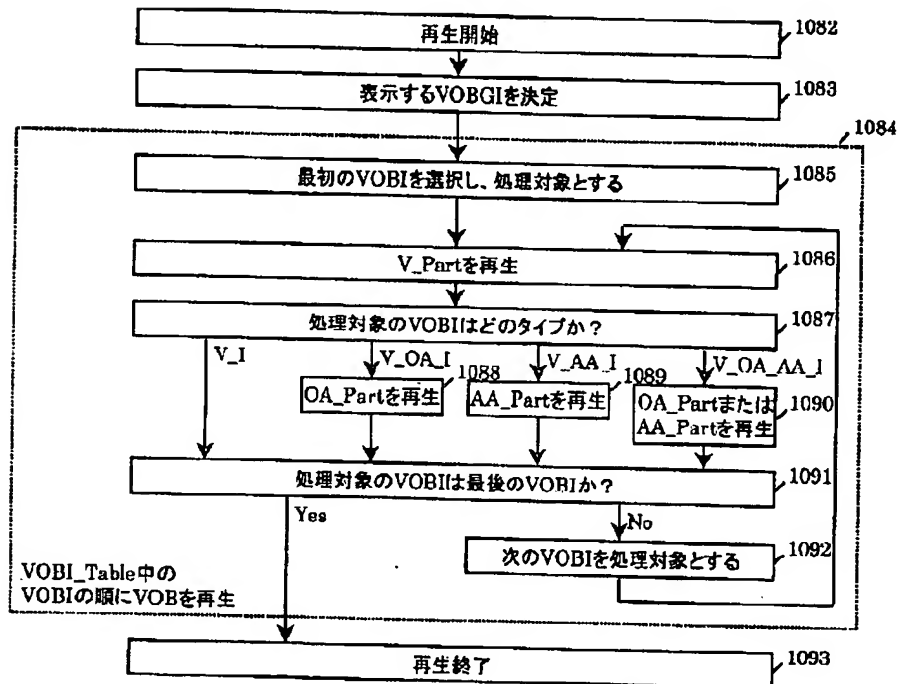 再生開始
1082
表示するVOBGIを決定
1083
1084
最初のVOBIを選択し、処理対象とする
1085
V_Partを再生
1086
処理対象のVOBIはどのタイプか?
1087
V_I
V_OA_I
V_AA_I
V_OA_AA_I
1088
OA_Partを再生
1089
AA_Partを再生
OA_Partまたは
AA_Partを再生
1090
処理対象のVOBIは最後のVOBIか?
1091
Yes
No
次のVOBIを処理対象とする
1092
VOBI_Table中の
VOBIの順にVOBを再生
再生終了
1093